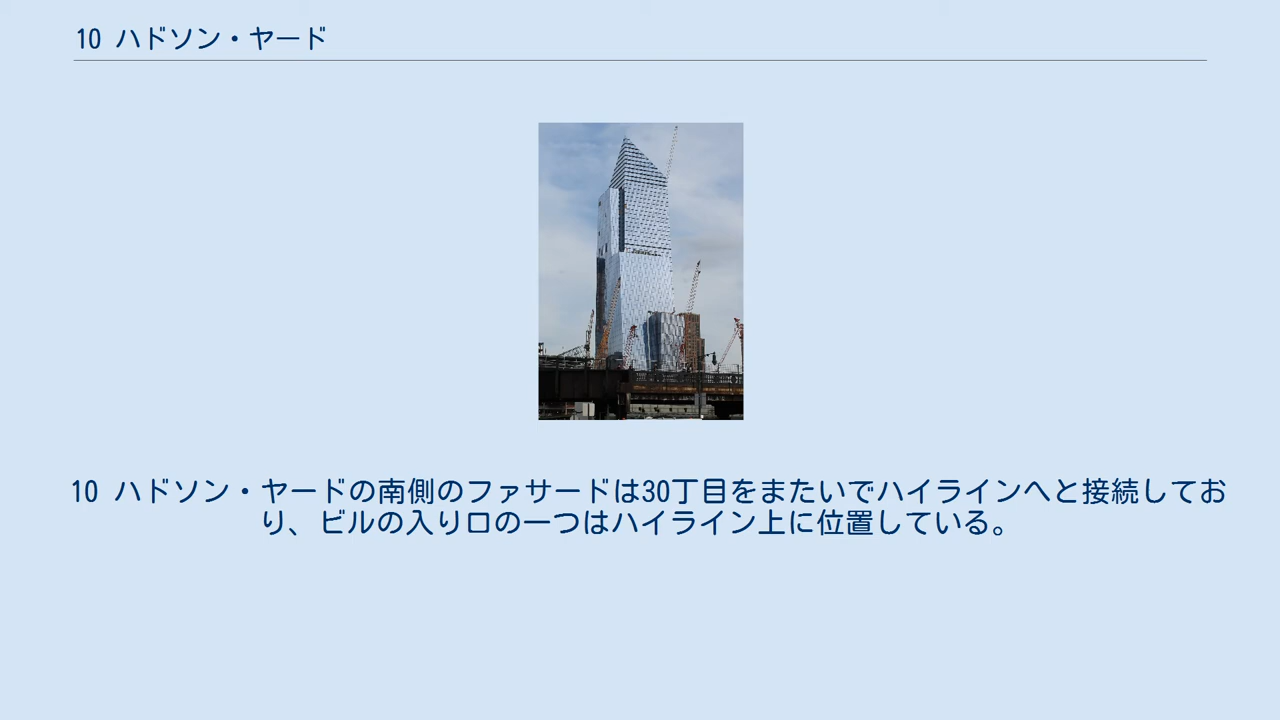 10 ハドソン・ヤード
10 ハドソン・ヤードの南側のファサードは30丁目をまたいでハイラインへと接続してお
り、ビルの入り口の一つはハイライン上に位置している。